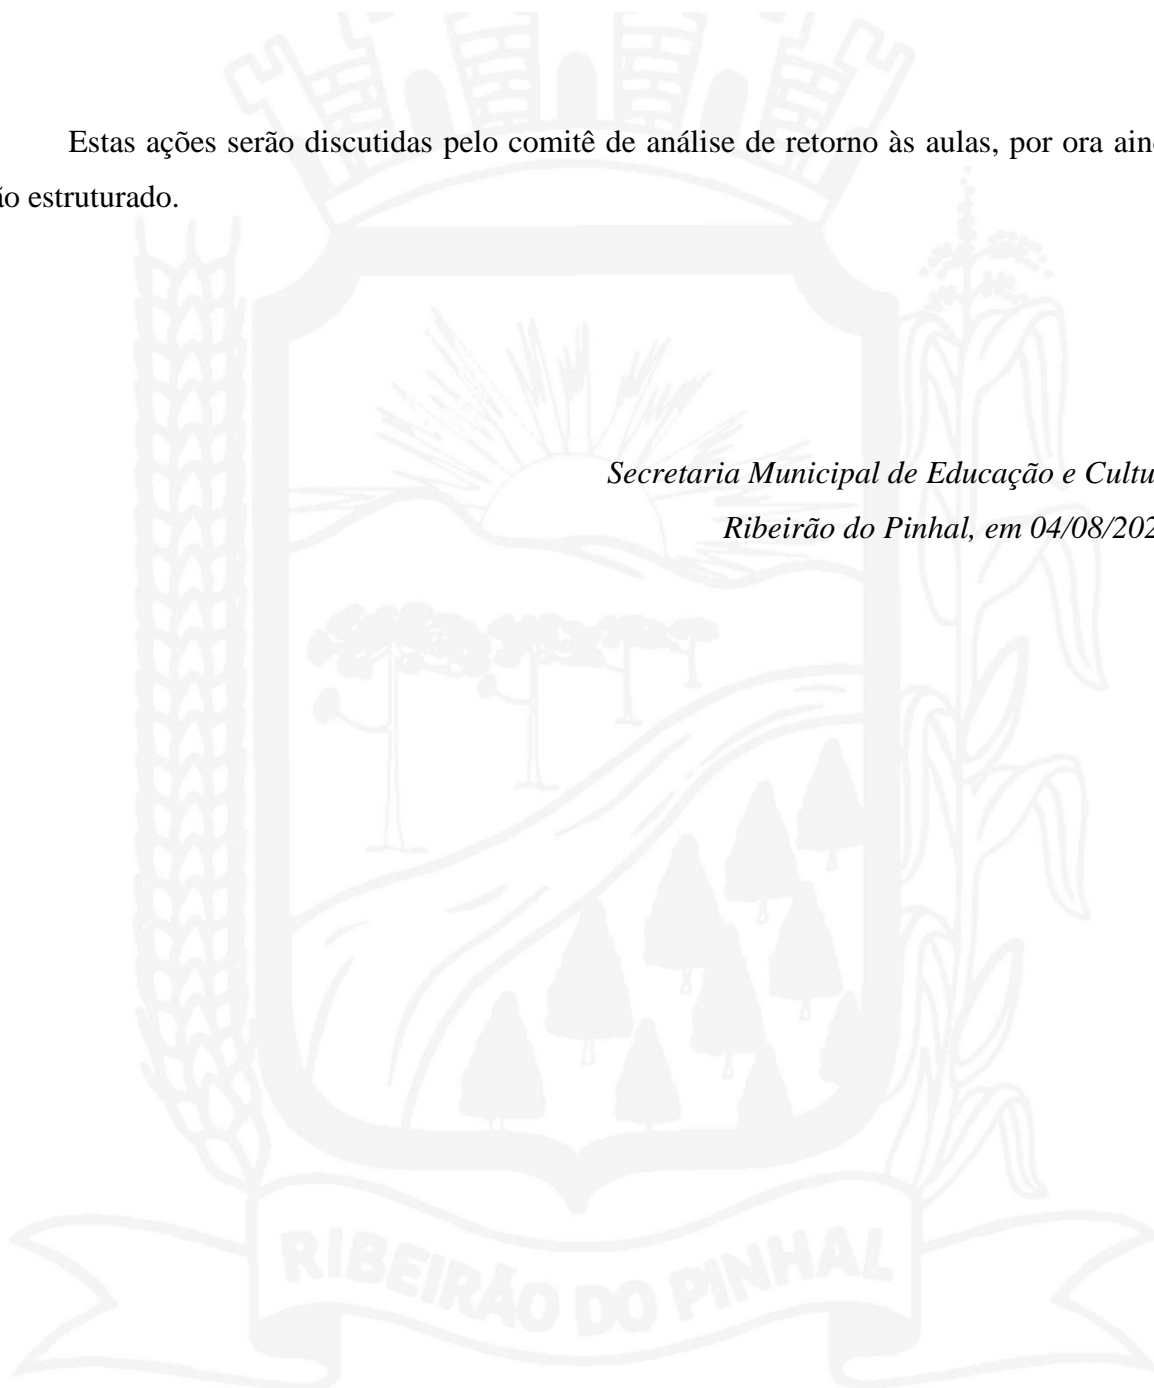 Estas ações serão discutidas pelo comitê de análise de retorno às aulas, por ora ain
ão estruturado.
Secretaria Municipal de Educação e Cultu
Ribeirão do Pinhal, em 04/08/202
RIBEIRÃO DO PINHAL